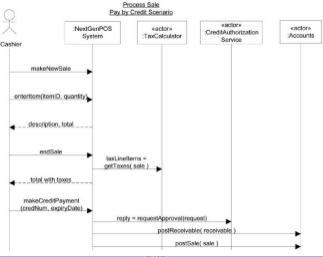 Process Sale
Pay by Credit Scenario
:NextGenPOS
System
«actor»
:TaxCalculator
«actor»
:CreditAuthorization
Service
«actor»
:Accounts
Cashier
makeNewSale
enterItem(itemID, quantity)
description, total
endSale
taxLineItems =
getTaxes( sale )
total with taxes
makeCreditPayment
(credNum, expiryDate)
reply = requestApproval(request)
postReceivable( receivable )
postSale( sale )